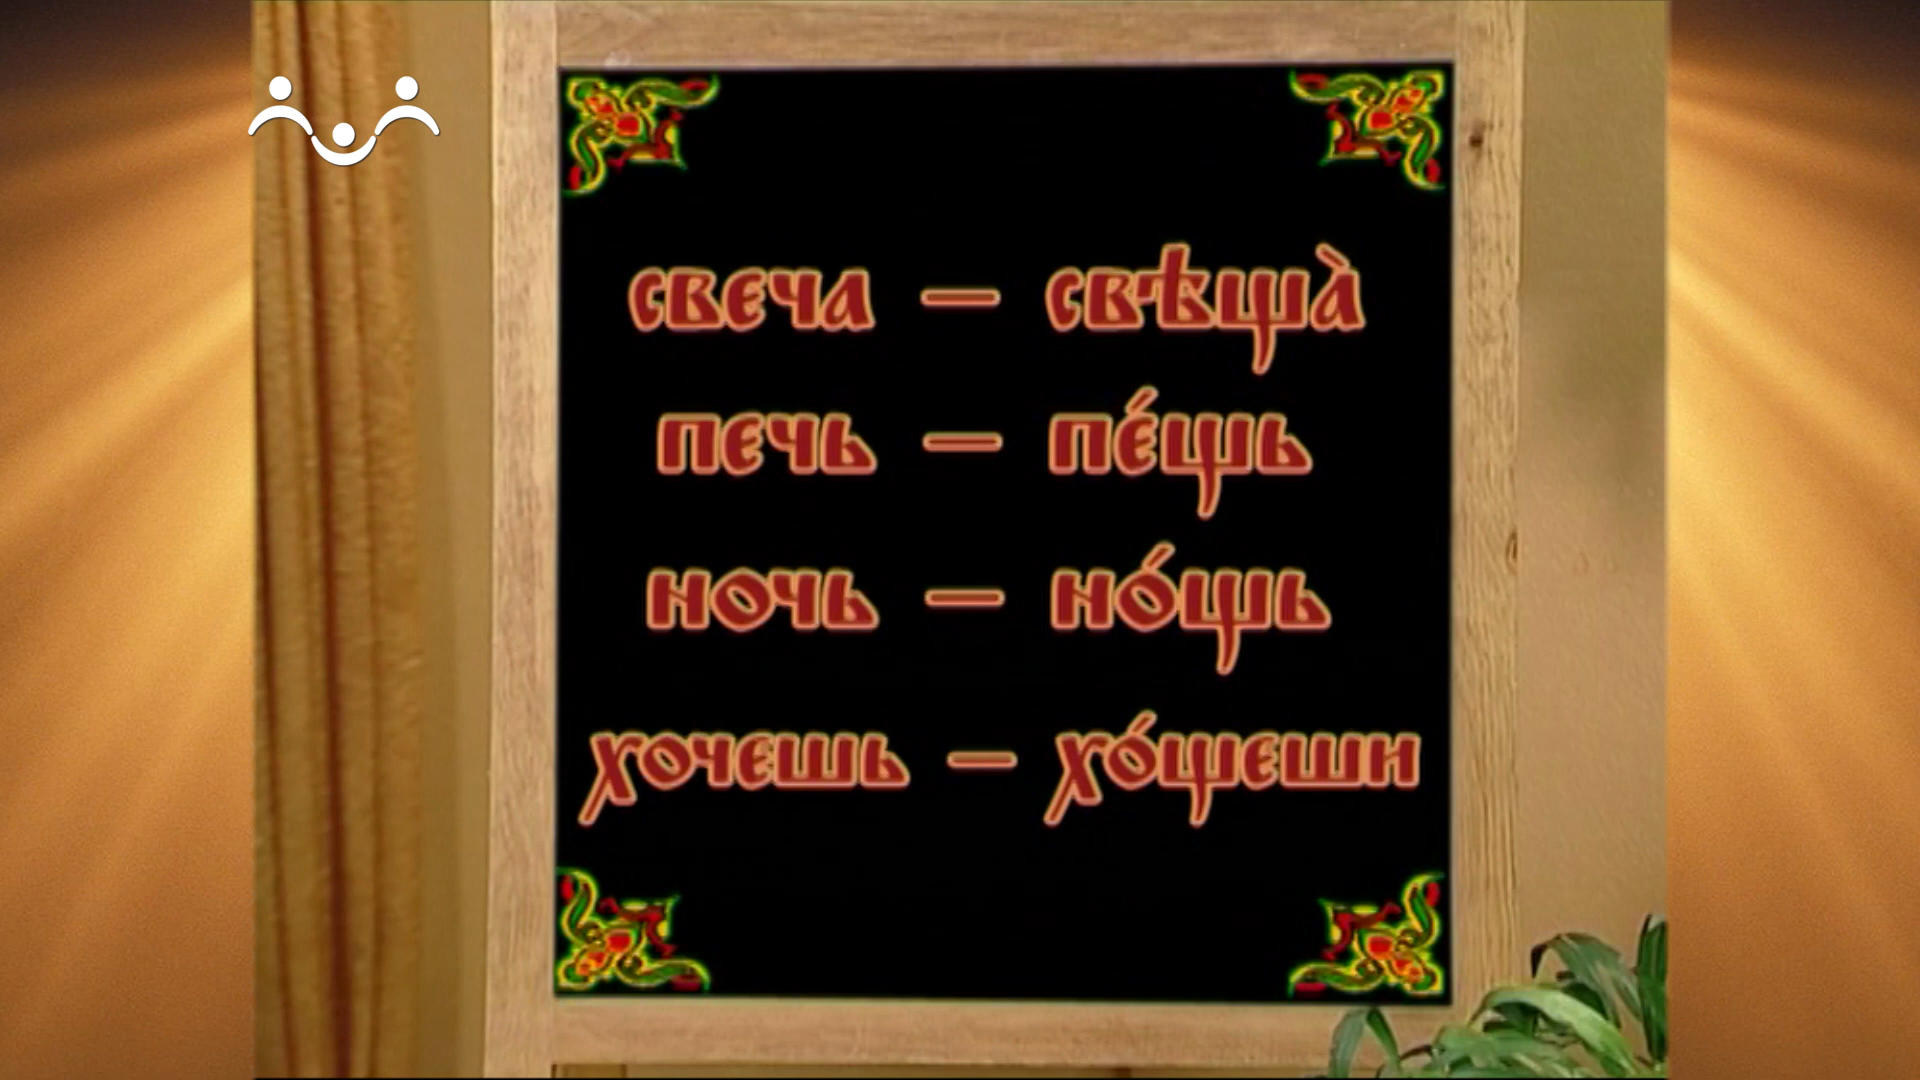 свеча — свѣща̀
печь — пе́щь
ночь — но́щь
хочешь — хо́щеши